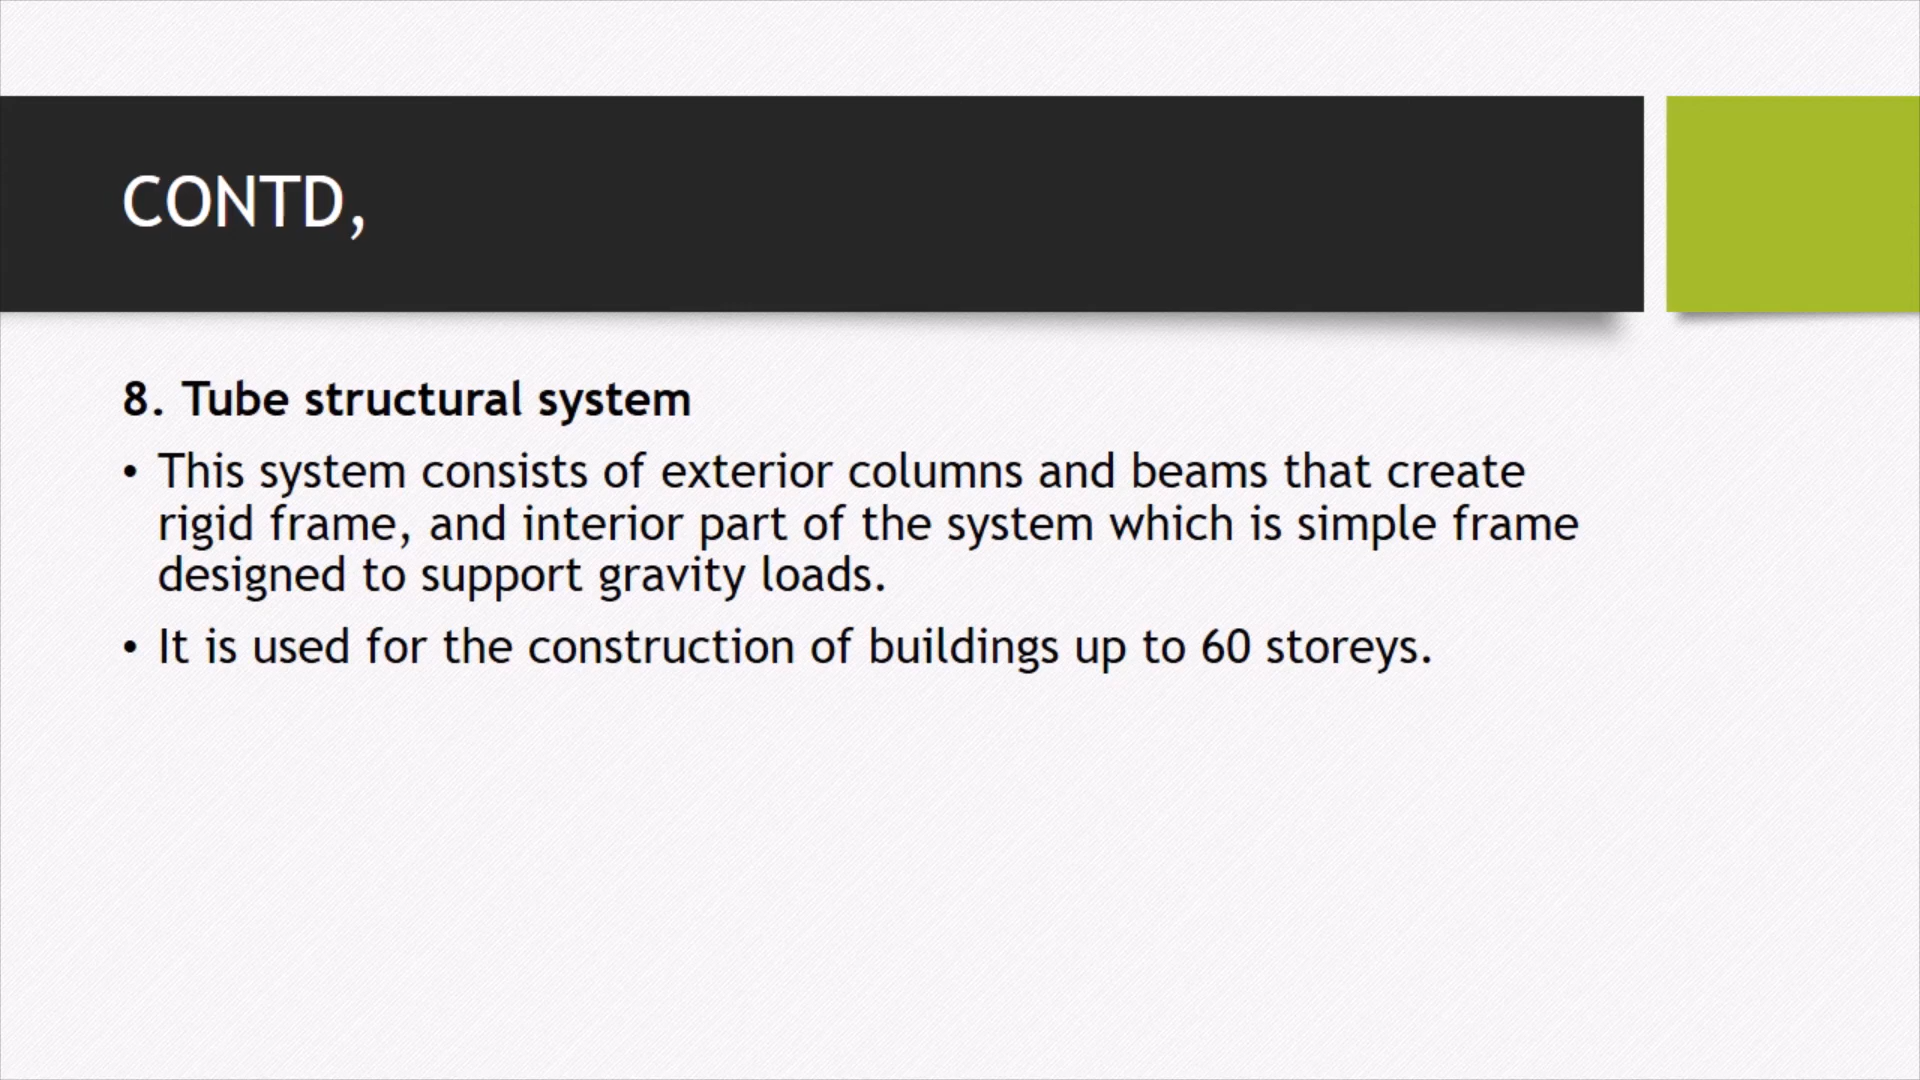 CONTD,
8. Tube structural system
• This system consists of exterior columns and beams that create
rigid frame, and interior part of the system which is simple frame
designed to support gravity loads.
• It is used for the construction of buildings up to 60 storeys.